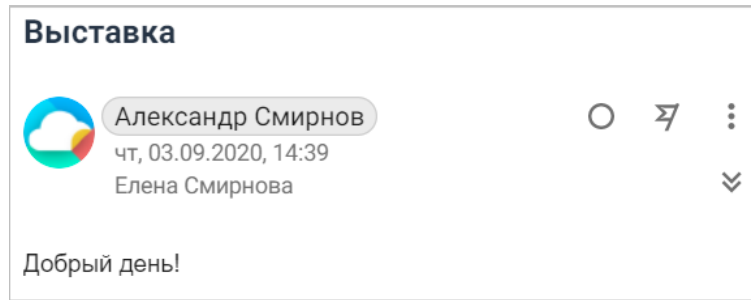 Выставка
Александр Смирнов
чт, 03.09.2020, 14:39
Елена Смирнова
Добрый день!